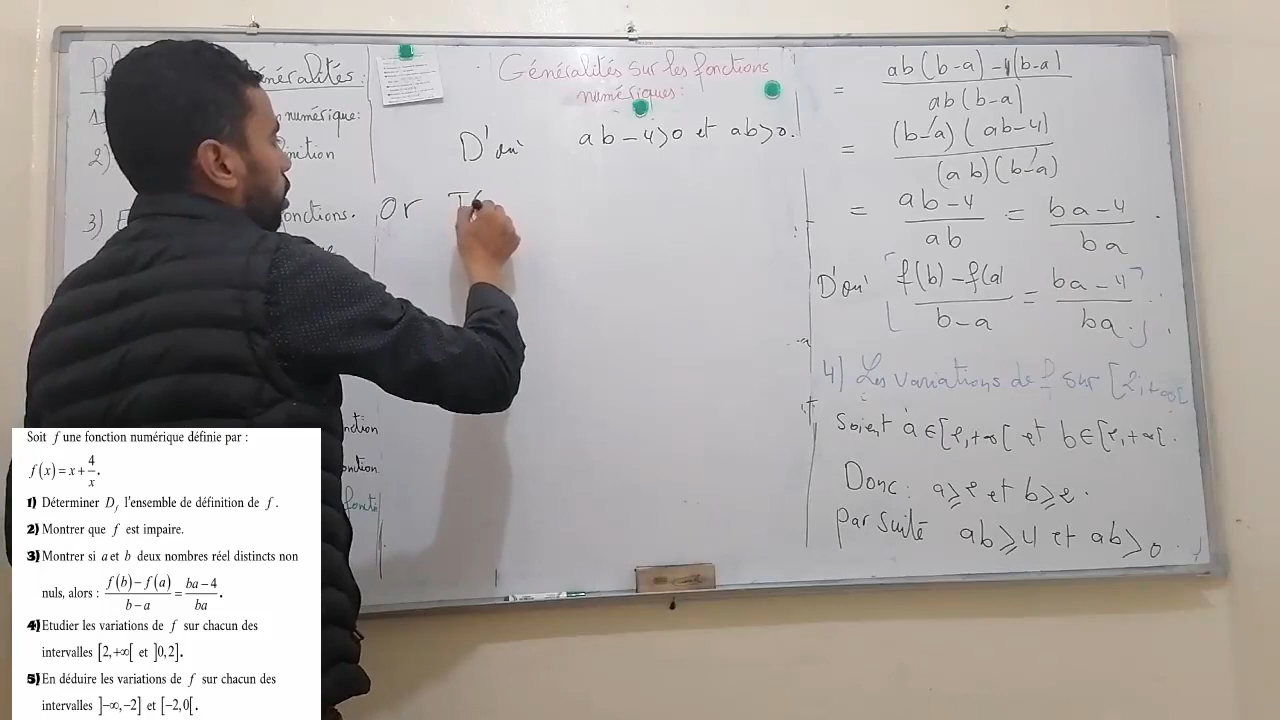 Généralités :
numérique:
2)
3)
fonctions.
nction
onction
Généralités sur les fonctions
numériques :
D'où ab - 4 > 0 et ab > 0.
Or T
= ab(b-a) - 4(b-a)
ab(b-a)
= (b-a)(ab-4)
(ab)(b-a)
= ab-4 = ba-4 .
ab ba
D'où f(b) - f(a) = ba-4
b-a ba
4) Les variations de f sur [2;+∞[
Soient a ∈ [2,+∞[ et b ∈ [2,+∞[.
Donc : a ≥ 2 et b ≥ 2.
Par suite ab ≥ 4 et ab > 0.
Soit f une fonction numérique définie par :
f(x) = x + 4/x.
1) Déterminer D_f l'ensemble de définition de f.
2) Montrer que f est impaire.
3) Montrer si a et b deux nombres réel distincts non
nuls, alors : f(b)-f(a)/b-a = ba-4/ba.
4) Etudier les variations de f sur chacun des
intervalles [2,+∞[ et ]0,2].
5) En déduire les variations de f sur chacun des
intervalles ]-∞,-2] et [-2,0[.